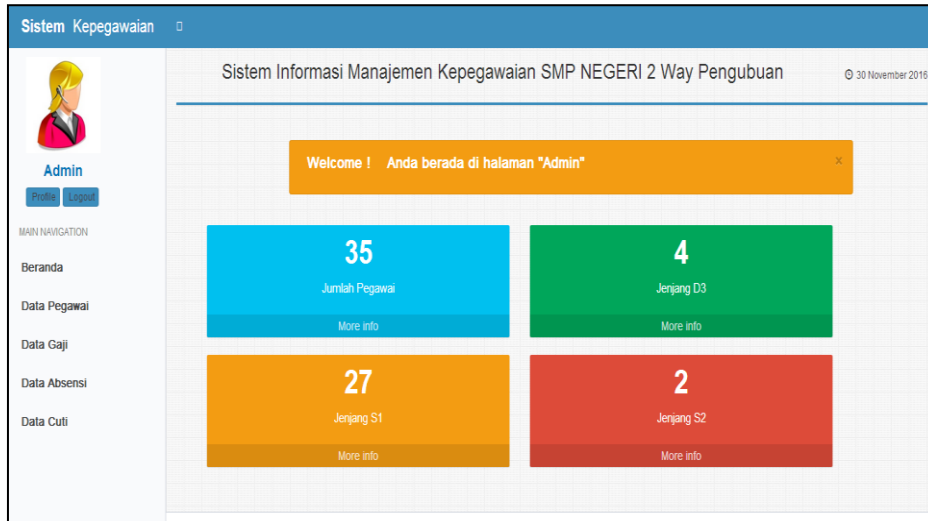 Sistem Kepegawaian
Sistem Informasi Manajemen Kepegawaian SMP NEGERI 2 Way Pengubuan
30 November 2016
Admin
Profile Logout
MAIN NAVIGATION
Beranda
Data Pegawai
Data Gaji
Data Absensi
Data Cuti
Welcome ! Anda berada di halaman "Admin"
x
35
Jumlah Pegawai
More info
4
Jenjang D3
More info
27
Jenjang S1
More info
2
Jenjang S2
More info